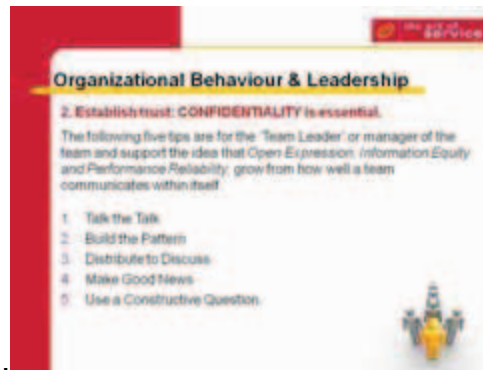 the art of
service
Organizational Behaviour & Leadership
2. Establish trust: CONFIDENTIALITY is essential.
The following five tips are for the 'Team Leader' or manager of the
team and support the idea that Open Expression, Information Equity
and Performance Reliability, grow from how well a team
communicates within itself
1. Talk the Talk
2. Build the Pattern
3. Distribute to Discuss
4. Make Good News
5. Use a Constructive Question